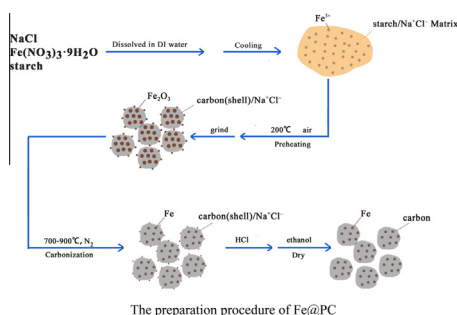 NaCl
Fe(NO3)3·9H2O
starch
Dissolved in DI water
Cooling
Fe³⁺
starch/Na⁺Cl⁻ Matrix
Fe₂O₃
carbon(shell)/Na⁺Cl⁻
grind
200℃ air
Preheating
700-900℃, N₂
Carbonization
Fe
carbon(shell)/Na⁺Cl⁻
HCl
ethanol
Dry
Fe
carbon
The preparation procedure of Fe@PC